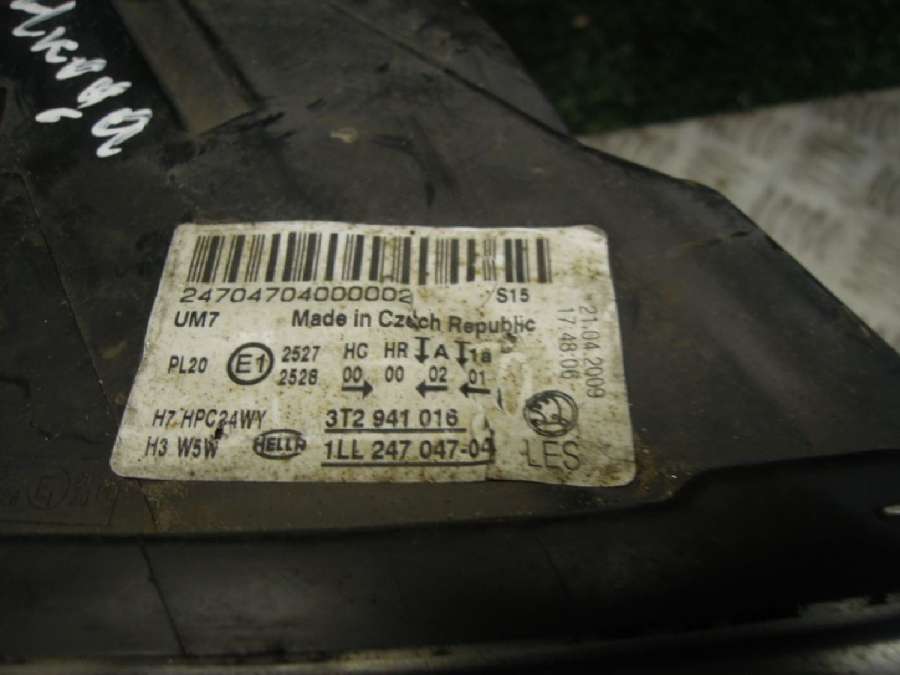 24704704000002 S15
UM7 Made in Czech Republic
21.04.2009
17:48:06
PL20 E1 2527 HC HR A 1a
2528 00 00 02 01
H7 HPC24WY 3T2 941 016
H3 W5W HELLA 1LL 247 047-04
LES